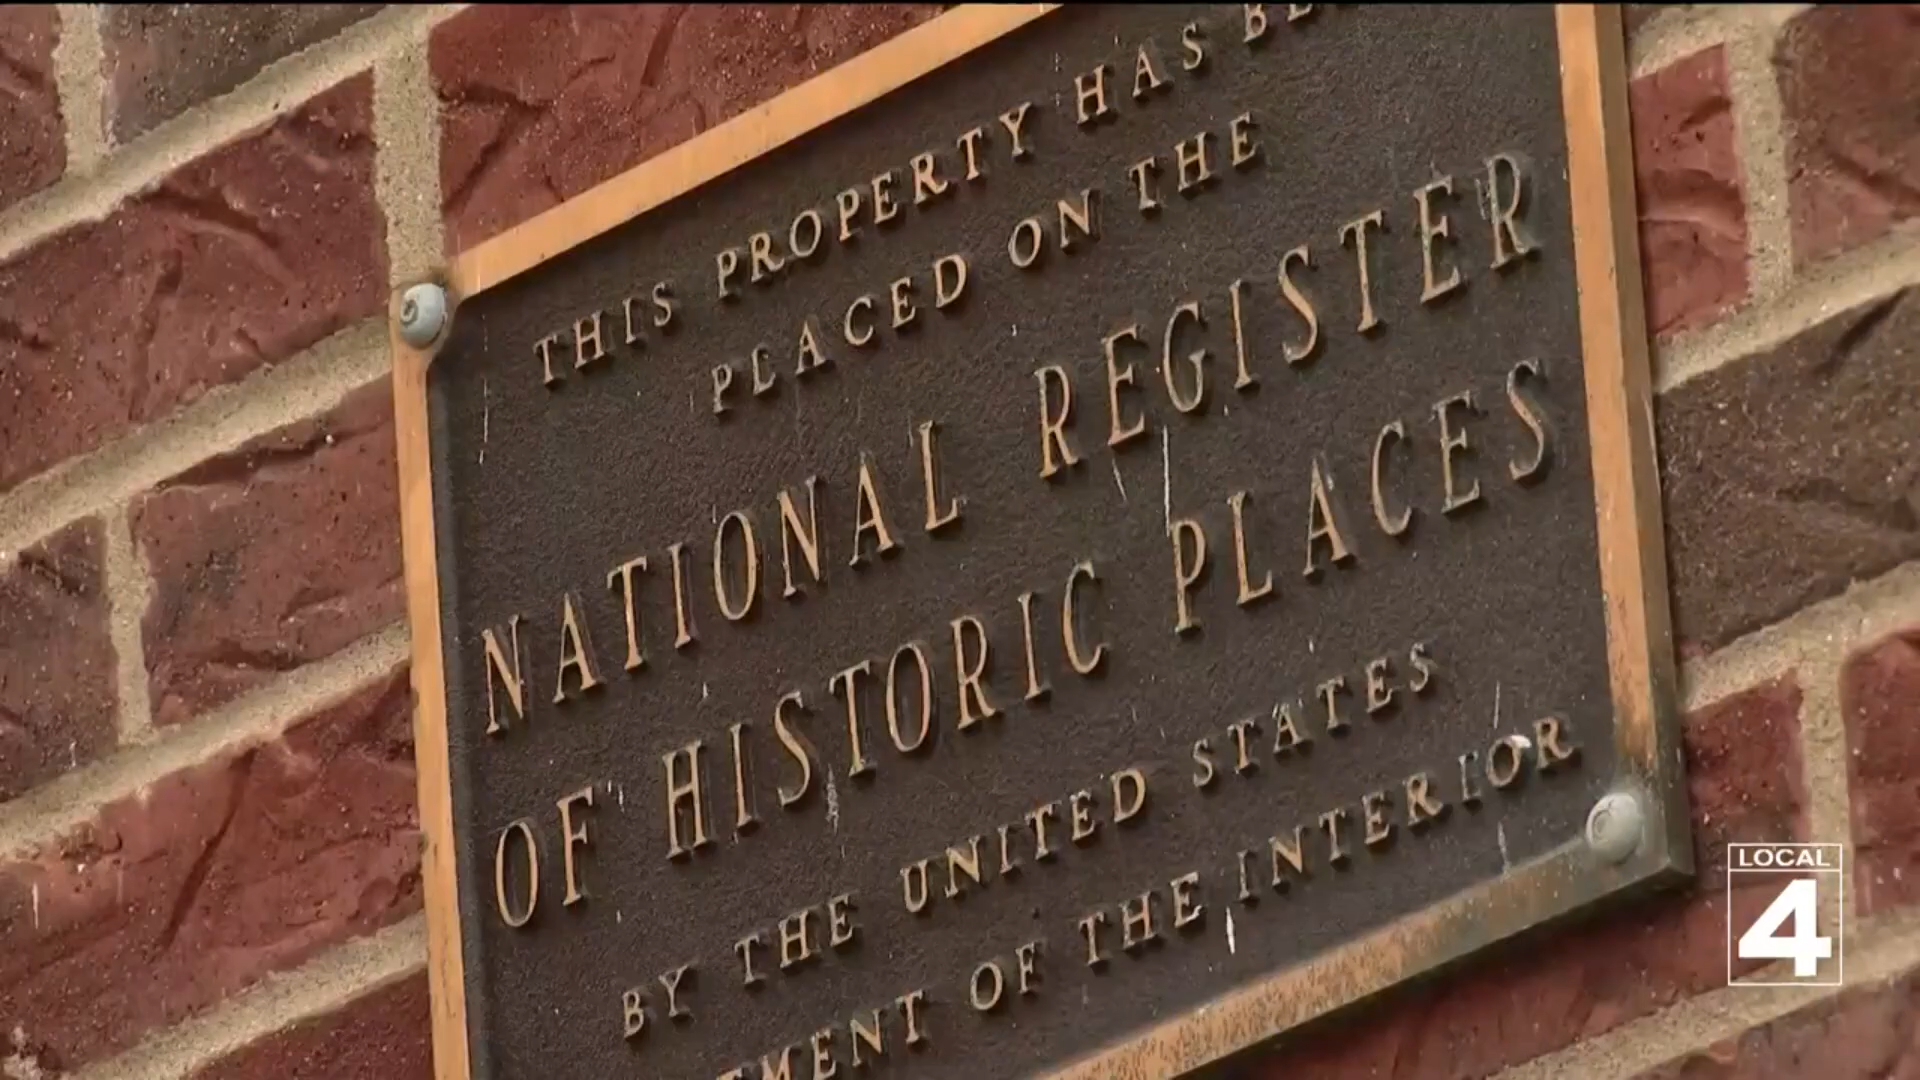 THIS PROPERTY HAS
PLACED ON THE
NATIONAL REGISTER
OF HISTORIC PLACES
BY THE UNITED STATES
OF THE INTERIOR
LOCAL
4